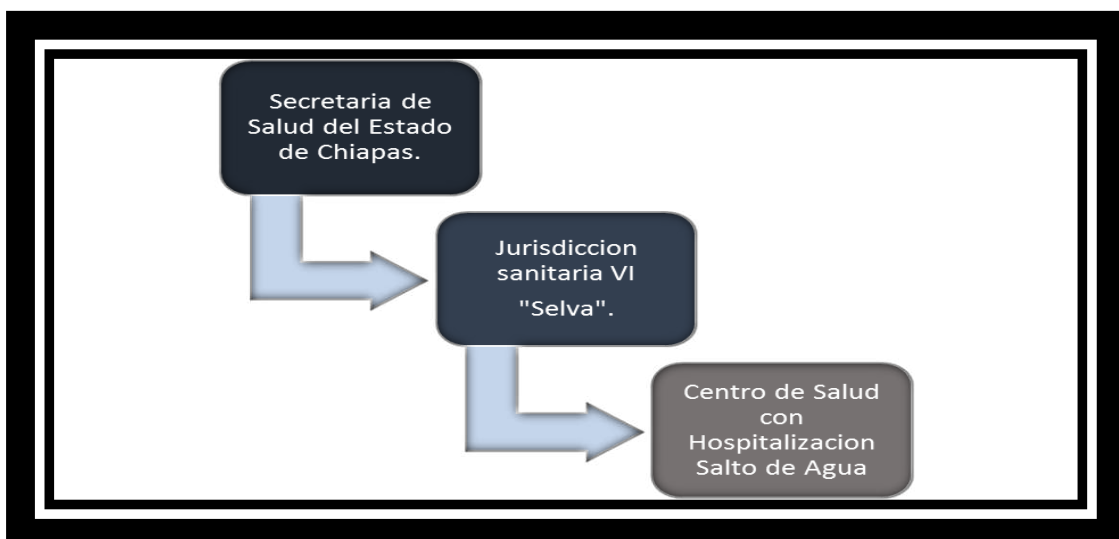 Secretaria de
Salud del Estado
de Chiapas.
Jurisdiccion
sanitaria VI
"Selva".
Centro de Salud
con
Hospitalizacion
Salto de Agua